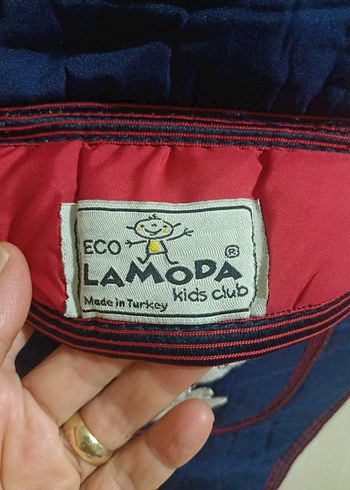 ECO
LAMODA ®
kids club
Made in Turkey